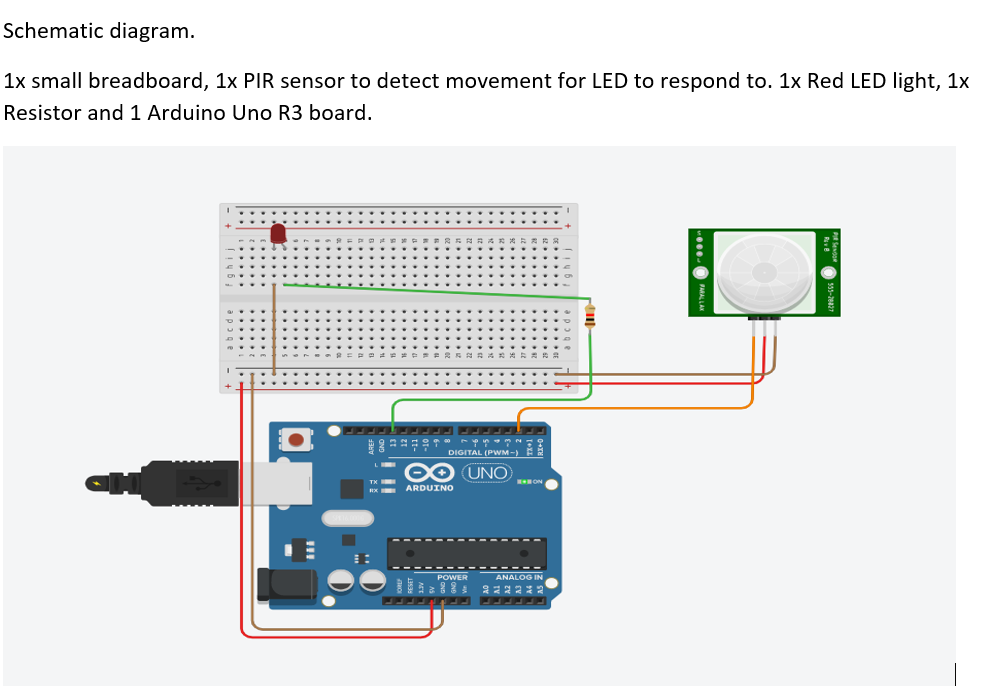 Schematic diagram.
1x small breadboard, 1x PIR sensor to detect movement for LED to respond to. 1x Red LED light, 1x
Resistor and 1 Arduino Uno R3 board.
PIR Sensor
Rev B
555-28027
PARALLAX
AREF
GND
13
12
~11
~10
~9
8
7
~6
~5
4
~3
2
TX→1
RX←0
DIGITAL (PWM~)
L
TX
RX
UNO
ARDUINO
ON
IOREF
RESET
3.3V
5V
GND
GND
Vin
POWER
ANALOG IN
A0
A1
A2
A3
A4
A5